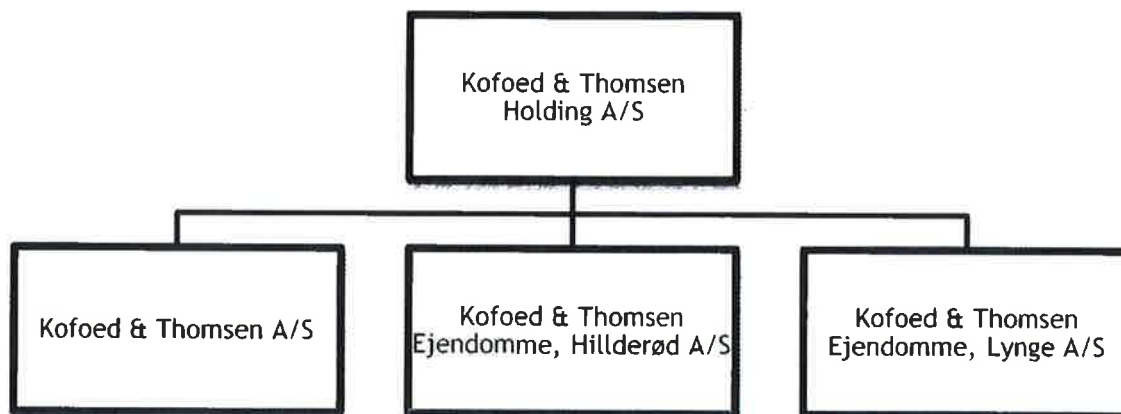 Kofoed & Thomsen
Holding A/S
Kofoed & Thomsen A/S
Kofoed & Thomsen
Ejendomme, Hillderød A/S
Kofoed & Thomsen
Ejendomme, Lynge A/S